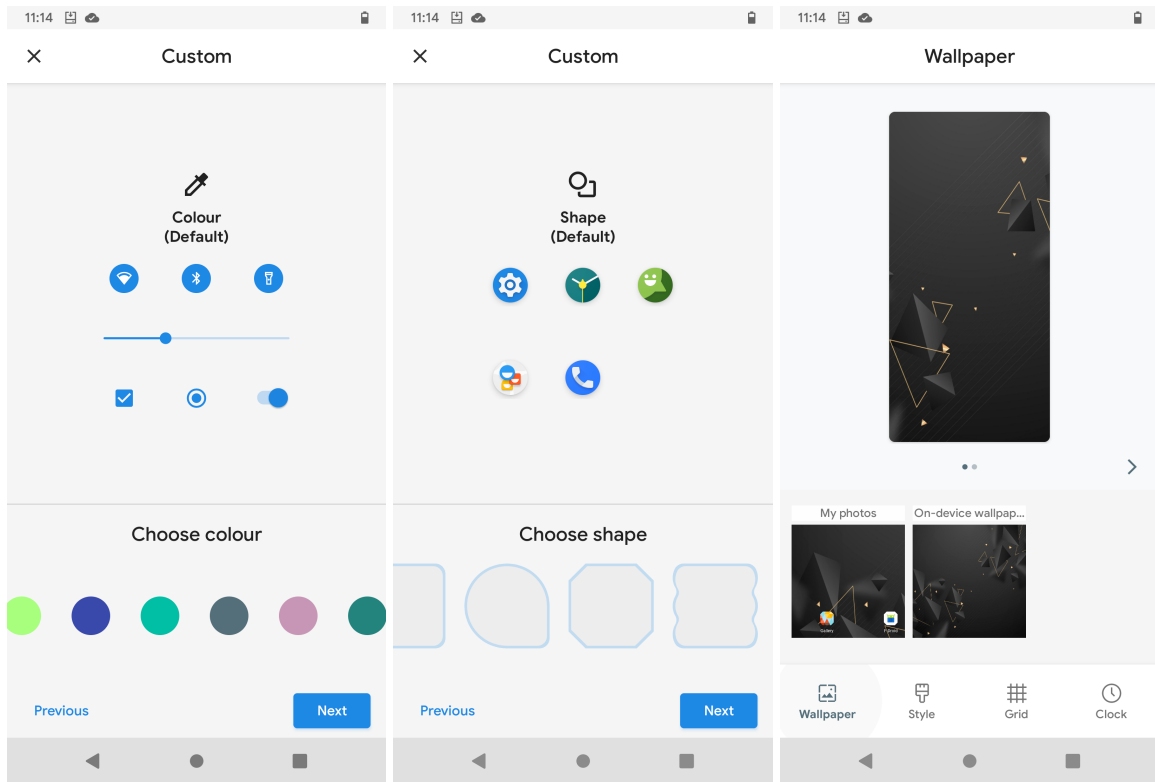 11:14
Custom
Colour
(Default)
Choose colour
Previous
Next
11:14
Custom
Shape
(Default)
Choose shape
Previous
Next
11:14
Wallpaper
My photos
On-device wallpap...
Gallery
Wallpaper
Style
Grid
Clock